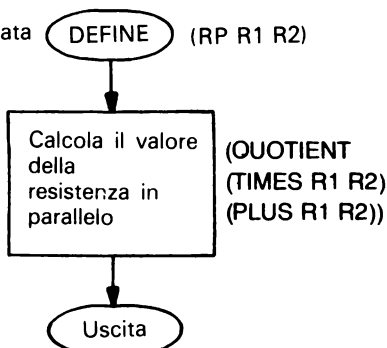 ata DEFINE (RP R1 R2)
Calcola il valore
della
resistenza in
parallelo
(QUOTIENT
(TIMES R1 R2)
(PLUS R1 R2))
Uscita